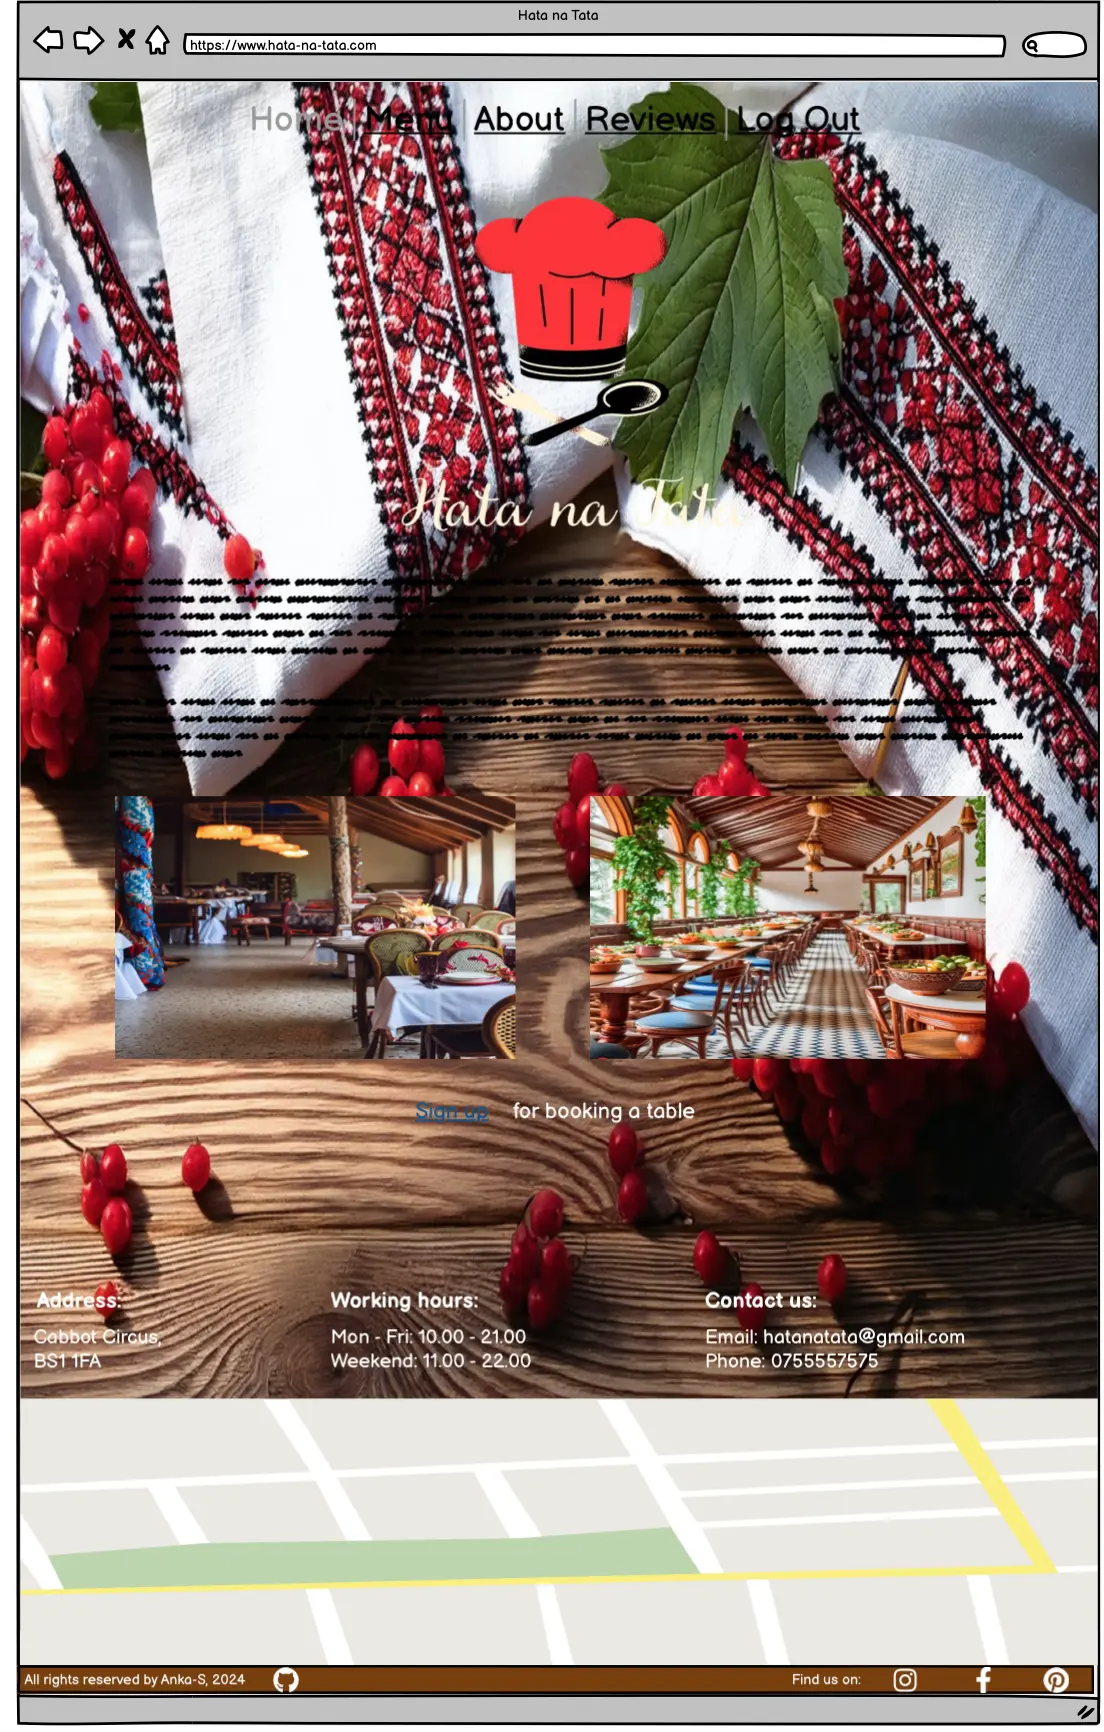 Hata na Tata
https://www.hata-na-tata.com
Home | Menu | About | Reviews | Log Out
Hata na Tata
Sign up for booking a table
Address:
Cabbot Circus,
BS1 1FA
Working hours:
Mon - Fri: 10.00 - 21.00
Weekend: 11.00 - 22.00
Contact us:
Email: hatanatata@gmail.com
Phone: 0755557575
All rights reserved by Anka-S, 2024
Find us on: